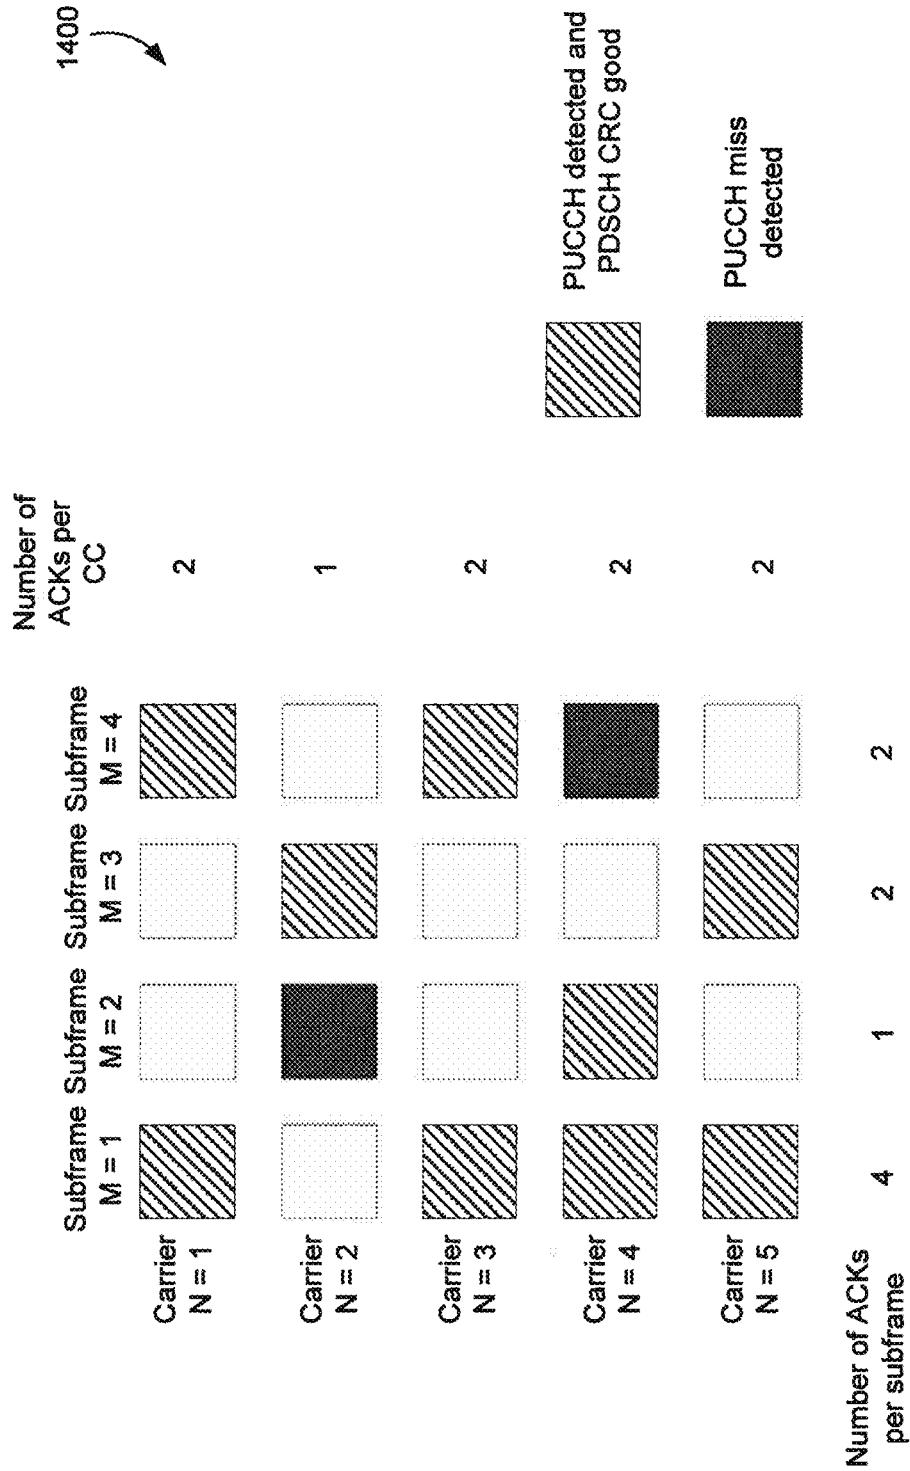 1400
Number of
ACKs per
CC
Subframe
M = 1
Subframe
M = 2
Subframe
M = 3
Subframe
M = 4
Carrier
N = 1
2
Carrier
N = 2
1
Carrier
N = 3
2
Carrier
N = 4
2
Carrier
N = 5
2
Number of ACKs
per subframe
4
1
2
2
PUCCH detected and
PDSCH CRC good
PUCCH miss
detected